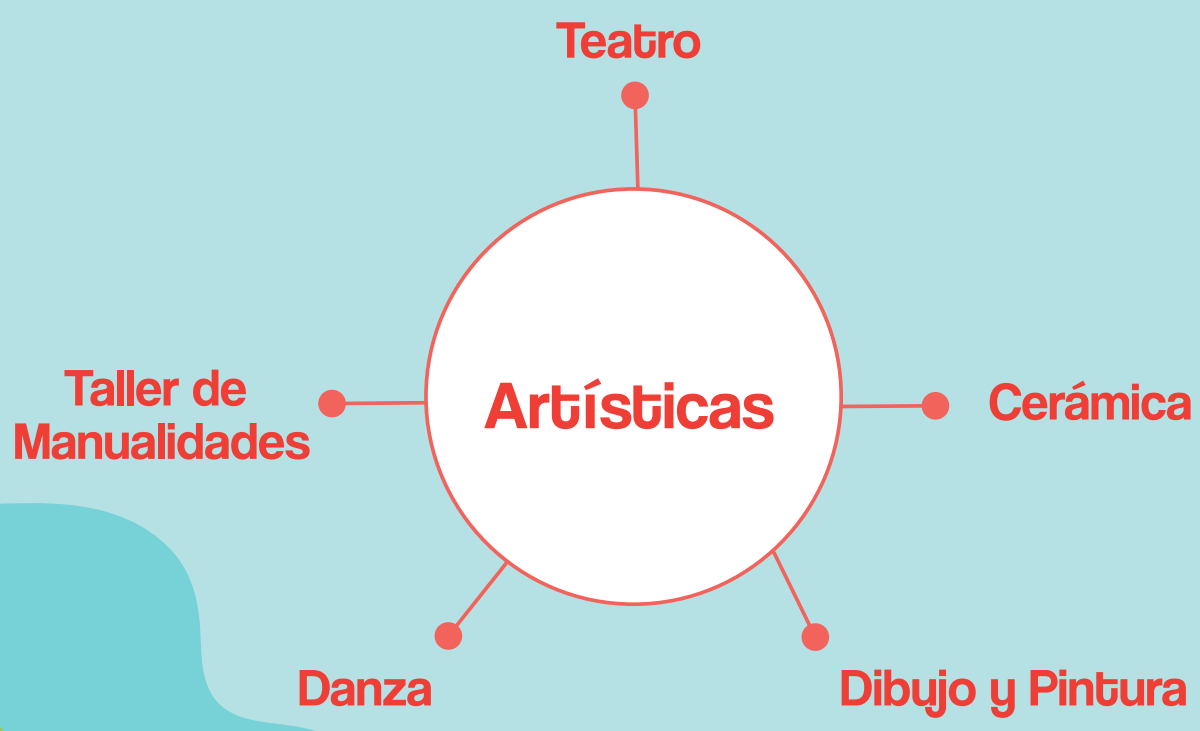 Teatro
Taller de
Manualidades
Artísticas
Cerámica
Danza
Dibujo y Pintura